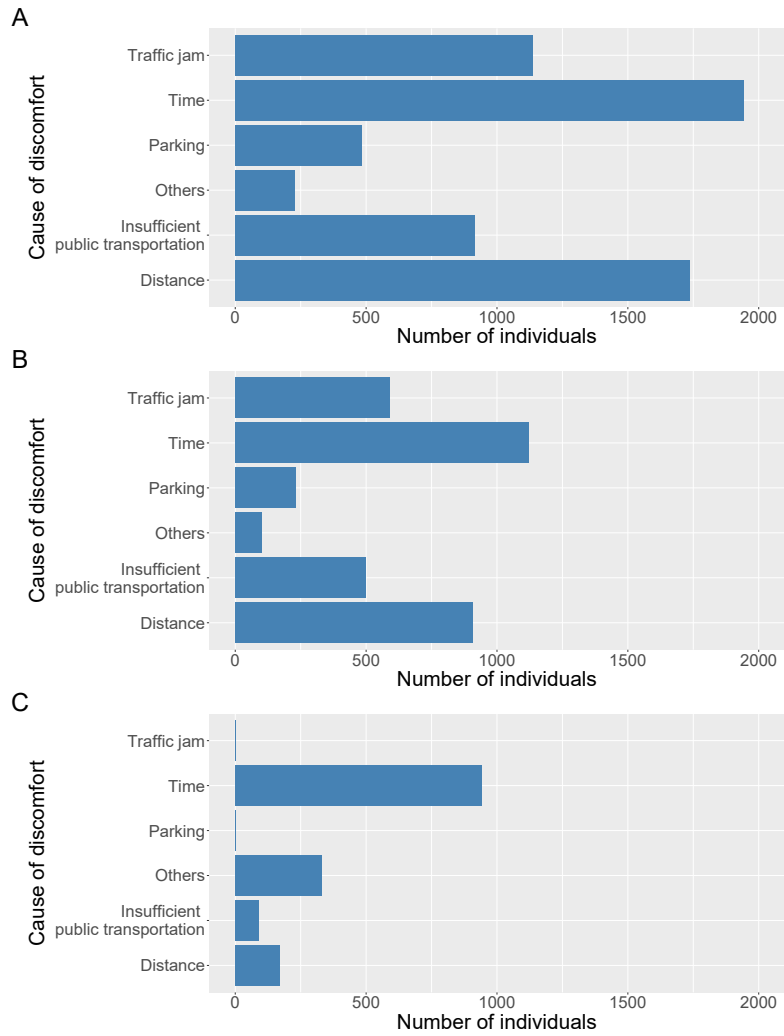 A
Cause of discomfort
Traffic jam
Time
Parking
Others
Insufficient
public transportation
Distance
0 500 1000 1500 2000
Number of individuals
B
Cause of discomfort
Traffic jam
Time
Parking
Others
Insufficient
public transportation
Distance
0 500 1000 1500 2000
Number of individuals
C
Cause of discomfort
Traffic jam
Time
Parking
Others
Insufficient
public transportation
Distance
0 500 1000 1500 2000
Number of individuals